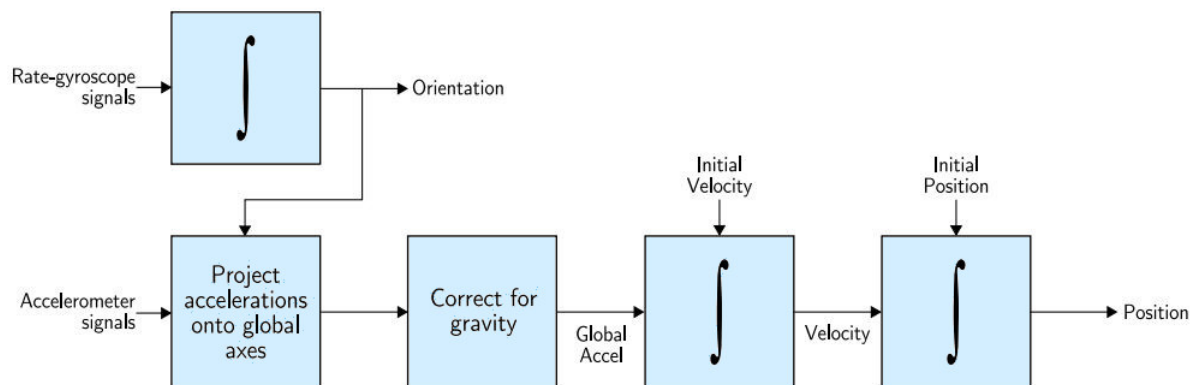 Rate-gyroscope
signals
∫
Orientation
Initial
Velocity
Initial
Position
Accelerometer
signals
Project
accelerations
onto global
axes
Correct for
gravity
Global
Accel
∫
Velocity
∫
Position